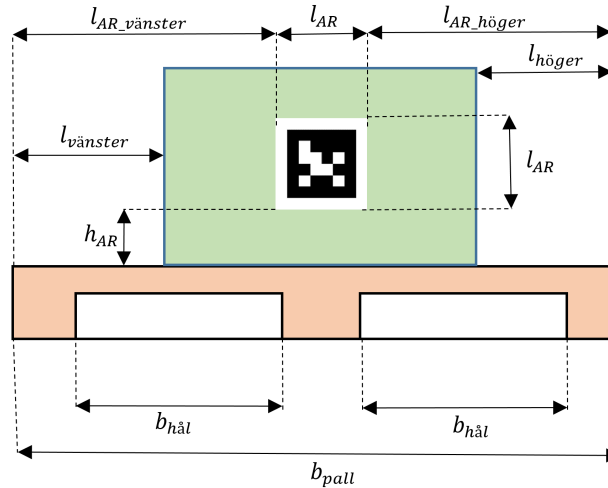 l_AR_vänster
l_AR
l_AR_höger
l_höger
l_vänster
l_AR
h_AR
b_hål
b_hål
b_pall